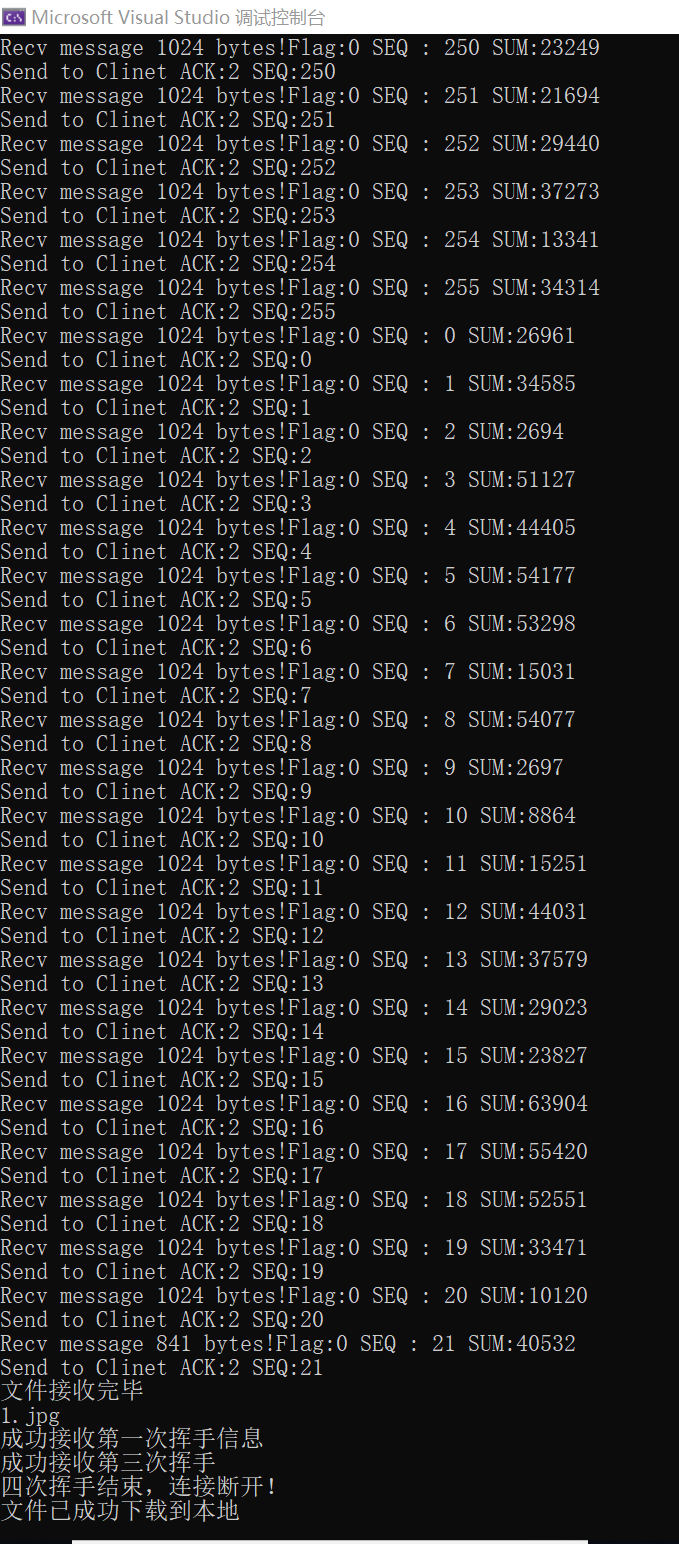 Microsoft Visual Studio 调试控制台
Recv message 1024 bytes!Flag:0 SEQ : 250 SUM:23249
Send to Clinet ACK:2 SEQ:250
Recv message 1024 bytes!Flag:0 SEQ : 251 SUM:21694
Send to Clinet ACK:2 SEQ:251
Recv message 1024 bytes!Flag:0 SEQ : 252 SUM:29440
Send to Clinet ACK:2 SEQ:252
Recv message 1024 bytes!Flag:0 SEQ : 253 SUM:37273
Send to Clinet ACK:2 SEQ:253
Recv message 1024 bytes!Flag:0 SEQ : 254 SUM:13341
Send to Clinet ACK:2 SEQ:254
Recv message 1024 bytes!Flag:0 SEQ : 255 SUM:34314
Send to Clinet ACK:2 SEQ:255
Recv message 1024 bytes!Flag:0 SEQ : 0 SUM:26961
Send to Clinet ACK:2 SEQ:0
Recv message 1024 bytes!Flag:0 SEQ : 1 SUM:34585
Send to Clinet ACK:2 SEQ:1
Recv message 1024 bytes!Flag:0 SEQ : 2 SUM:2694
Send to Clinet ACK:2 SEQ:2
Recv message 1024 bytes!Flag:0 SEQ : 3 SUM:51127
Send to Clinet ACK:2 SEQ:3
Recv message 1024 bytes!Flag:0 SEQ : 4 SUM:44405
Send to Clinet ACK:2 SEQ:4
Recv message 1024 bytes!Flag:0 SEQ : 5 SUM:54177
Send to Clinet ACK:2 SEQ:5
Recv message 1024 bytes!Flag:0 SEQ : 6 SUM:53298
Send to Clinet ACK:2 SEQ:6
Recv message 1024 bytes!Flag:0 SEQ : 7 SUM:15031
Send to Clinet ACK:2 SEQ:7
Recv message 1024 bytes!Flag:0 SEQ : 8 SUM:54077
Send to Clinet ACK:2 SEQ:8
Recv message 1024 bytes!Flag:0 SEQ : 9 SUM:2697
Send to Clinet ACK:2 SEQ:9
Recv message 1024 bytes!Flag:0 SEQ : 10 SUM:8864
Send to Clinet ACK:2 SEQ:10
Recv message 1024 bytes!Flag:0 SEQ : 11 SUM:15251
Send to Clinet ACK:2 SEQ:11
Recv message 1024 bytes!Flag:0 SEQ : 12 SUM:44031
Send to Clinet ACK:2 SEQ:12
Recv message 1024 bytes!Flag:0 SEQ : 13 SUM:37579
Send to Clinet ACK:2 SEQ:13
Recv message 1024 bytes!Flag:0 SEQ : 14 SUM:29023
Send to Clinet ACK:2 SEQ:14
Recv message 1024 bytes!Flag:0 SEQ : 15 SUM:23827
Send to Clinet ACK:2 SEQ:15
Recv message 1024 bytes!Flag:0 SEQ : 16 SUM:63904
Send to Clinet ACK:2 SEQ:16
Recv message 1024 bytes!Flag:0 SEQ : 17 SUM:55420
Send to Clinet ACK:2 SEQ:17
Recv message 1024 bytes!Flag:0 SEQ : 18 SUM:52551
Send to Clinet ACK:2 SEQ:18
Recv message 1024 bytes!Flag:0 SEQ : 19 SUM:33471
Send to Clinet ACK:2 SEQ:19
Recv message 1024 bytes!Flag:0 SEQ : 20 SUM:10120
Send to Clinet ACK:2 SEQ:20
Recv message 841 bytes!Flag:0 SEQ : 21 SUM:40532
Send to Clinet ACK:2 SEQ:21
文件接收完毕
1.jpg
成功接收第一次挥手信息
成功接收第三次挥手
四次挥手结束，连接断开！
文件已成功下载到本地